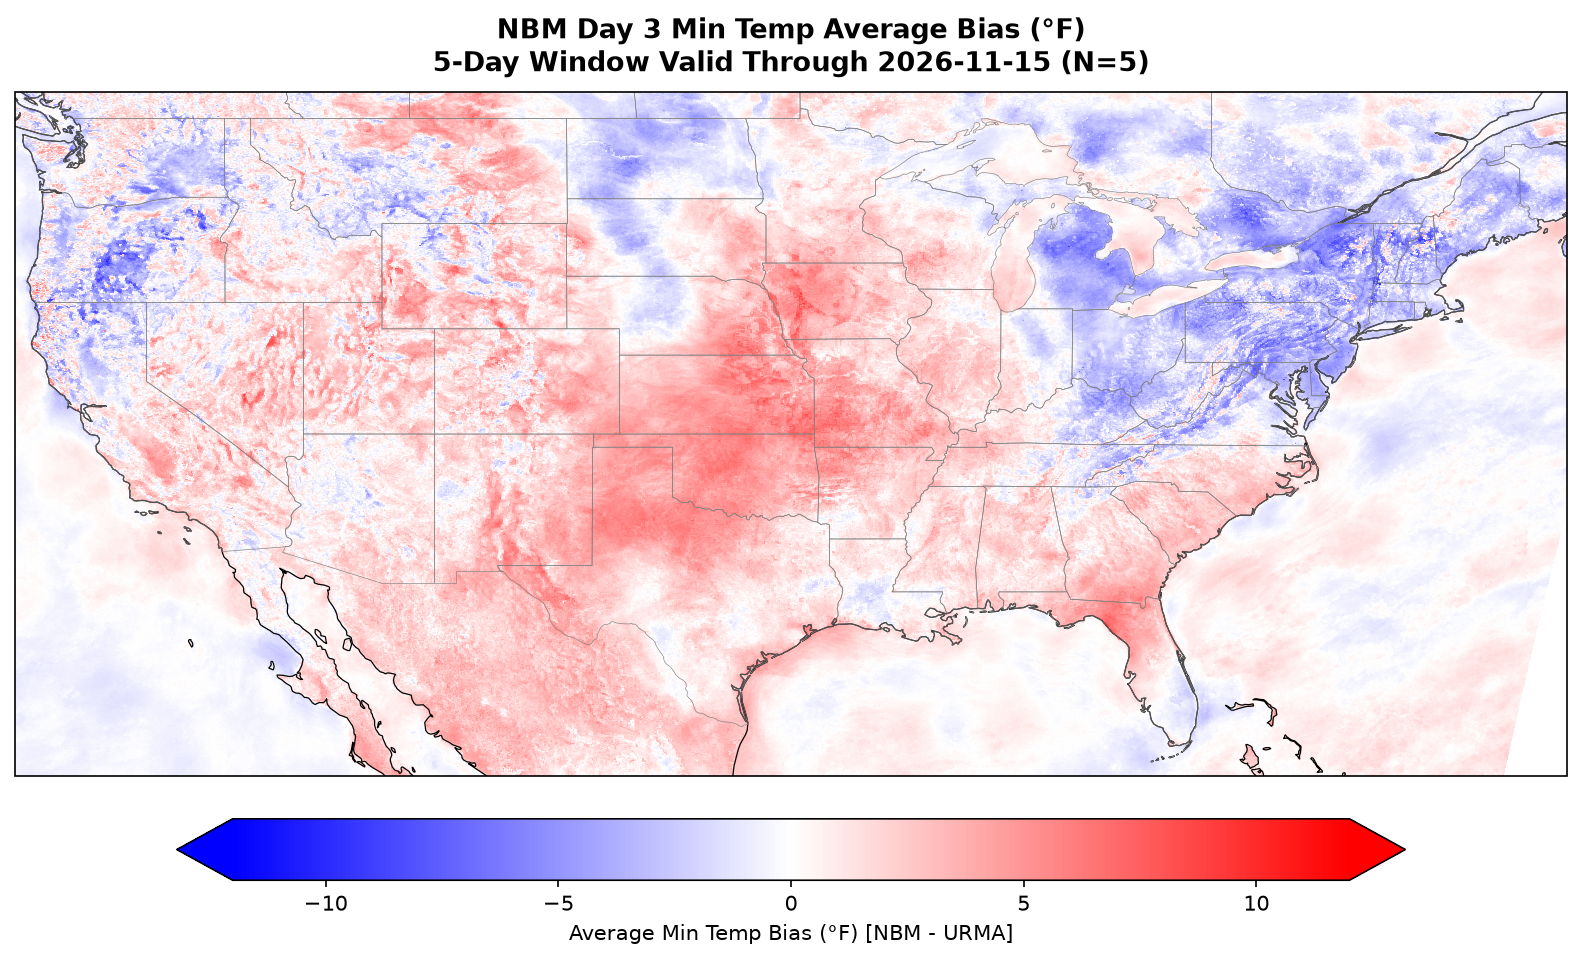 NBM Day 3 Min Temp Average Bias (°F)
5-Day Window Valid Through 2026-11-15 (N=5)
−10 −5 0 5 10
Average Min Temp Bias (°F) [NBM - URMA]